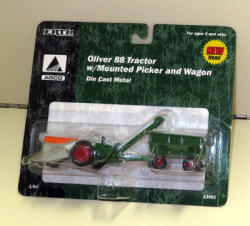 ERTL
For ages 3 and over
Oliver 88 Tractor
w/Mounted Picker and Wagon
Die Cast Metal
NEW
Item!
AGCO
1/64